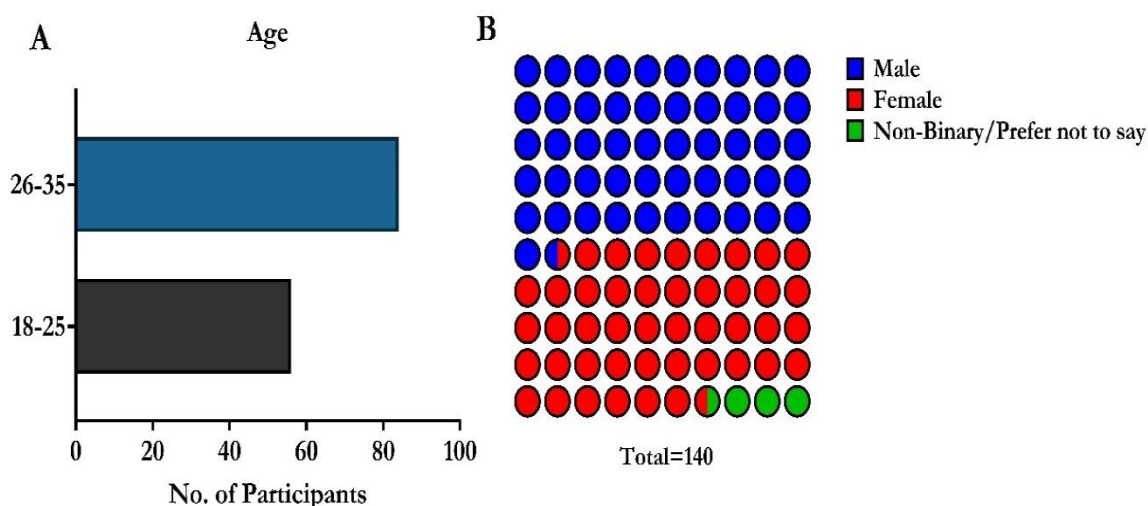 A
Age
26-35
18-25
0 20 40 60 80 100
No. of Participants
B
Male
Female
Non-Binary/Prefer not to say
Total=140